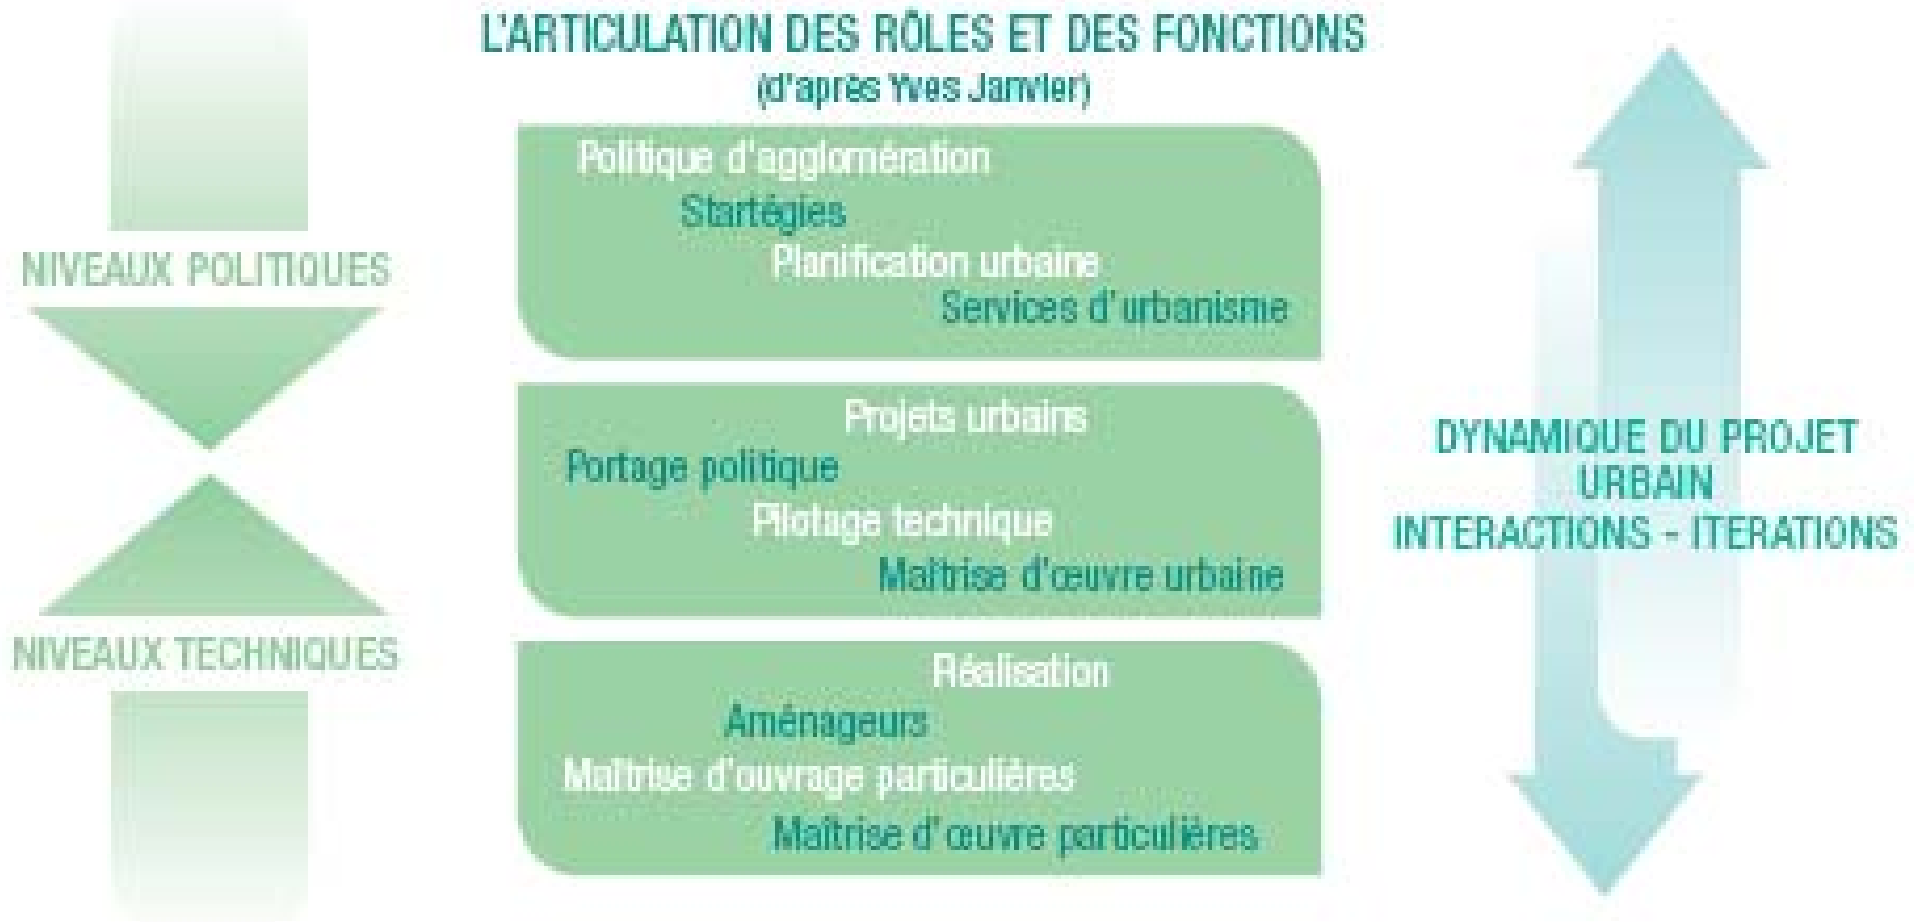 L'ARTICULATION DES RÔLES ET DES FONCTIONS
(d'après Yves Janvier)
NIVEAUX POLITIQUES
NIVEAUX TECHNIQUES
Politique d'agglomération
Startégies
Planification urbaine
Services d'urbanisme
Projets urbains
Portage politique
Pilotage technique
Maîtrise d'œuvre urbaine
Réalisation
Aménageurs
Maîtrise d'ouvrage particulières
Maîtrise d'œuvre particulières
DYNAMIQUE DU PROJET
URBAIN
INTERACTIONS - ITERATIONS